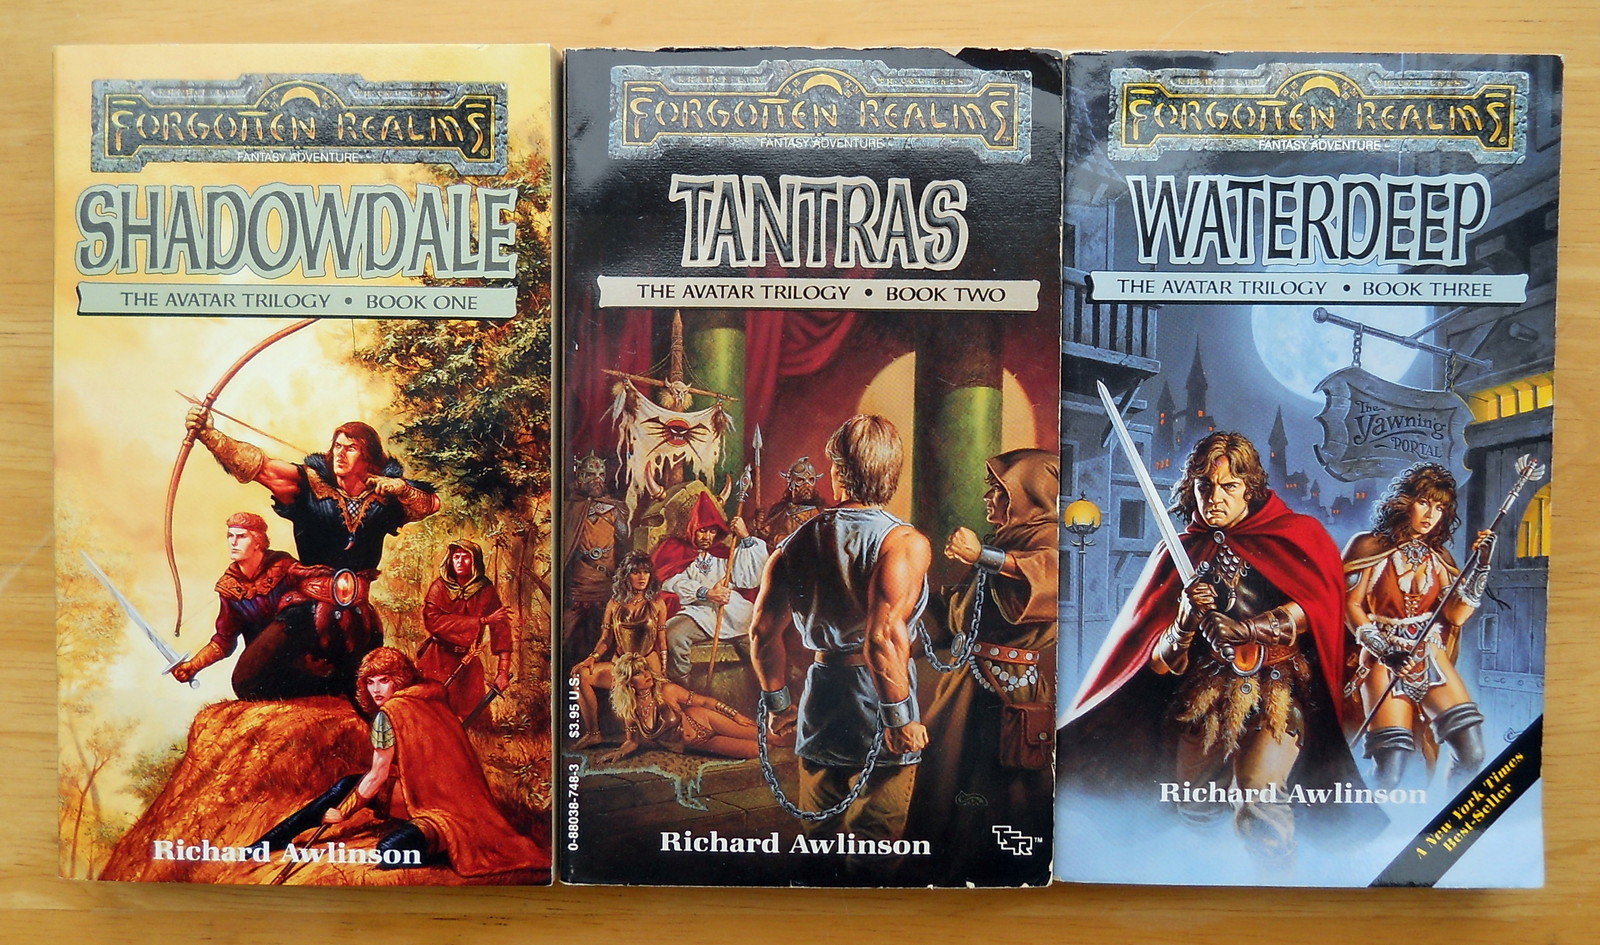 FORGOTTEN REALMS®
FANTASY ADVENTURE
SHADOWDALE
THE AVATAR TRILOGY • BOOK ONE
Richard Awlinson
FORGOTTEN REALMS®
FANTASY ADVENTURE
TANTRAS
THE AVATAR TRILOGY • BOOK TWO
0-88038-748-3 $3.95 U.S.
Richard Awlinson
TSR™
FORGOTTEN REALMS®
FANTASY ADVENTURE
WATERDEEP
THE AVATAR TRILOGY • BOOK THREE
The
Yawning
PORTAL
Richard Awlinson
A New York Times
Best-Seller